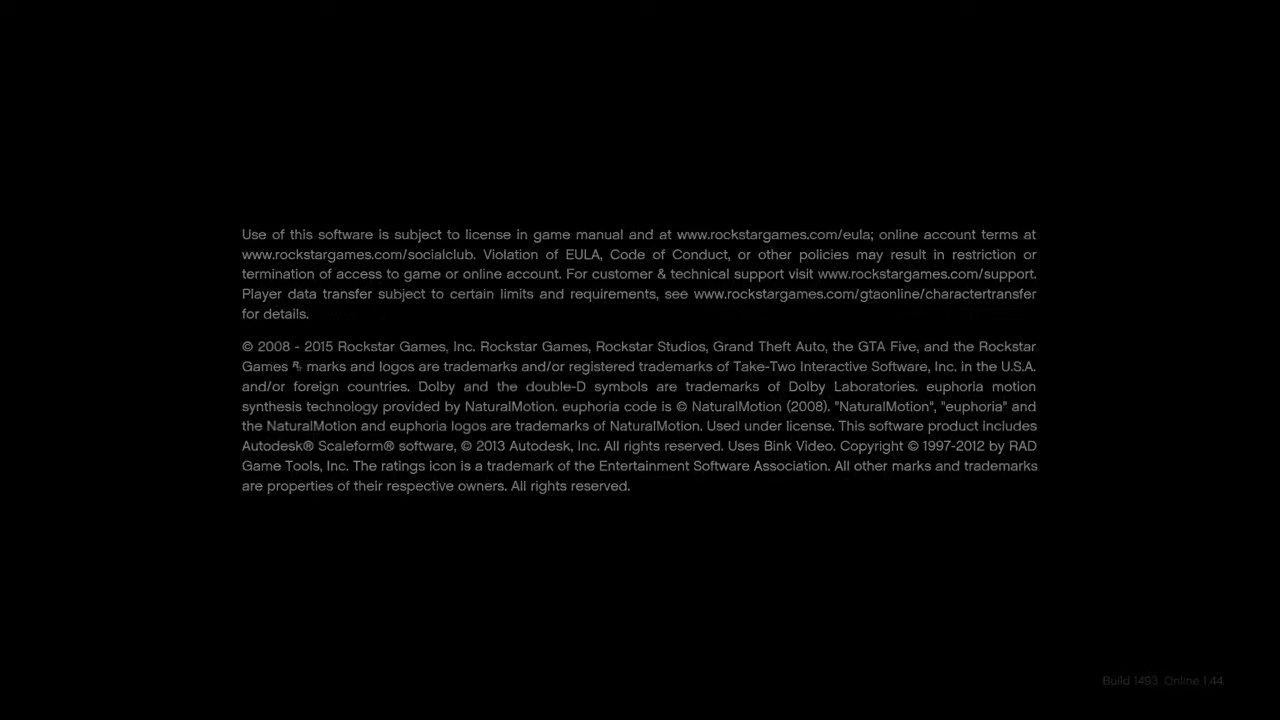 Use of this software is subject to license in game manual and at www.rockstargames.com/eula; online account terms at
www.rockstargames.com/socialclub. Violation of EULA, Code of Conduct, or other policies may result in restriction or
termination of access to game or online account. For customer & technical support visit www.rockstargames.com/support.
Player data transfer subject to certain limits and requirements, see www.rockstargames.com/gtaonline/charactertransfer
for details.
© 2008 - 2015 Rockstar Games, Inc. Rockstar Games, Rockstar Studios, Grand Theft Auto, the GTA Five, and the Rockstar
Games R* marks and logos are trademarks and/or registered trademarks of Take-Two Interactive Software, Inc. in the U.S.A.
and/or foreign countries. Dolby and the double-D symbols are trademarks of Dolby Laboratories. euphoria motion
synthesis technology provided by NaturalMotion. euphoria code is © NaturalMotion (2008). "NaturalMotion", "euphoria" and
the NaturalMotion and euphoria logos are trademarks of NaturalMotion. Used under license. This software product includes
Autodesk® Scaleform® software, © 2013 Autodesk, Inc. All rights reserved. Uses Bink Video. Copyright © 1997-2012 by RAD
Game Tools, Inc. The ratings icon is a trademark of the Entertainment Software Association. All other marks and trademarks
are properties of their respective owners. All rights reserved.
Build 1493, Online 1.44